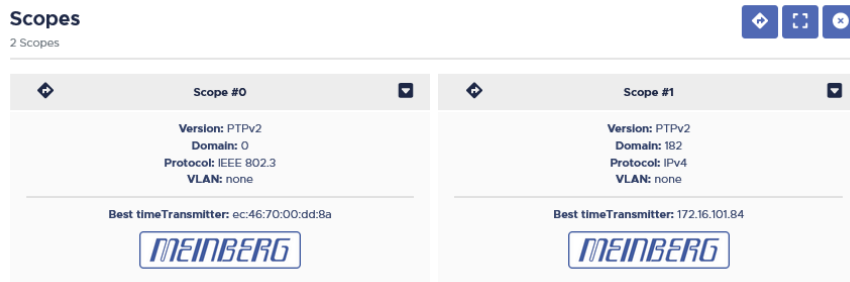 Scopes
2 Scopes
Scope #0
Version: PTPv2
Domain: 0
Protocol: IEEE 802.3
VLAN: none
Best timeTransmitter: ec:46:70:00:dd:8a
MEINBERG
Scope #1
Version: PTPv2
Domain: 182
Protocol: IPv4
VLAN: none
Best timeTransmitter: 172.16.101.84
MEINBERG